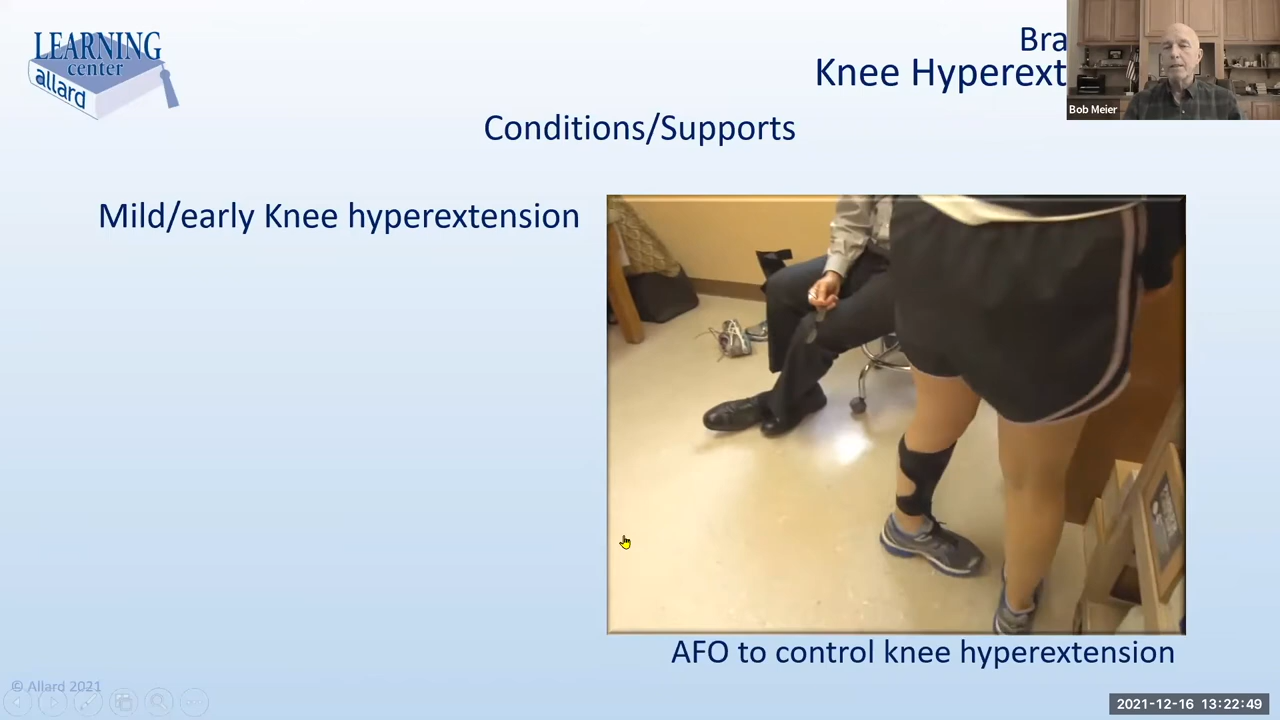 LEARNING
center
allard
Bra
Knee Hyperext
Bob Meier
Conditions/Supports
Mild/early Knee hyperextension
AFO to control knee hyperextension
© Allard 2021
2021-12-16 13:22:49